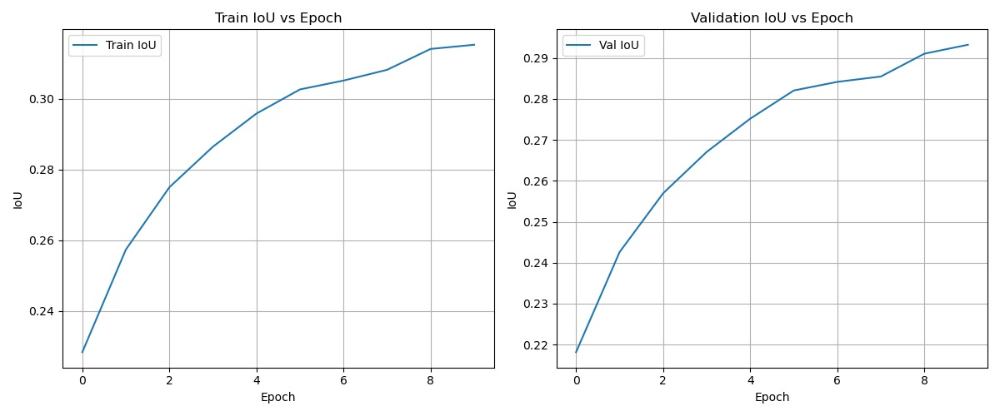 Train IoU vs Epoch
Train IoU
0.30
0.28
0.26
0.24
IoU
0 2 4 6 8
Epoch
Validation IoU vs Epoch
Val IoU
0.29
0.28
0.27
0.26
0.25
0.24
0.23
0.22
IoU
0 2 4 6 8
Epoch